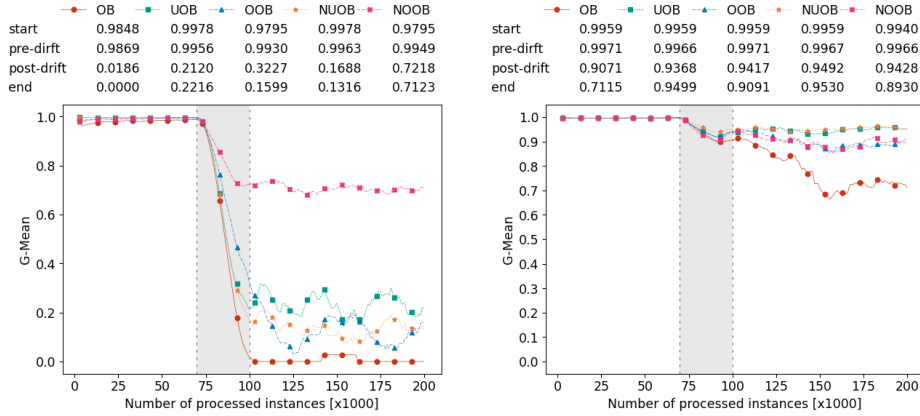 OB UOB OOB NUOB NOOB
start 0.9848 0.9978 0.9795 0.9978 0.9795
pre-dirft 0.9869 0.9956 0.9930 0.9963 0.9949
post-drift 0.0186 0.2120 0.3227 0.1688 0.7218
end 0.0000 0.2216 0.1599 0.1316 0.7123
1.0
0.8
0.6
0.4
0.2
0.0
G-Mean
0 25 50 75 100 125 150 175 200
Number of processed instances [x1000]
OB UOB OOB NUOB NOOB
start 0.9959 0.9959 0.9959 0.9959 0.9940
pre-dirft 0.9971 0.9966 0.9971 0.9967 0.9966
post-drift 0.9071 0.9368 0.9417 0.9492 0.9428
end 0.7115 0.9499 0.9091 0.9530 0.8930
1.0
0.9
0.8
0.7
0.6
0.5
0.4
0.3
0.2
0.1
0.0
G-Mean
0 25 50 75 100 125 150 175 200
Number of processed instances [x1000]